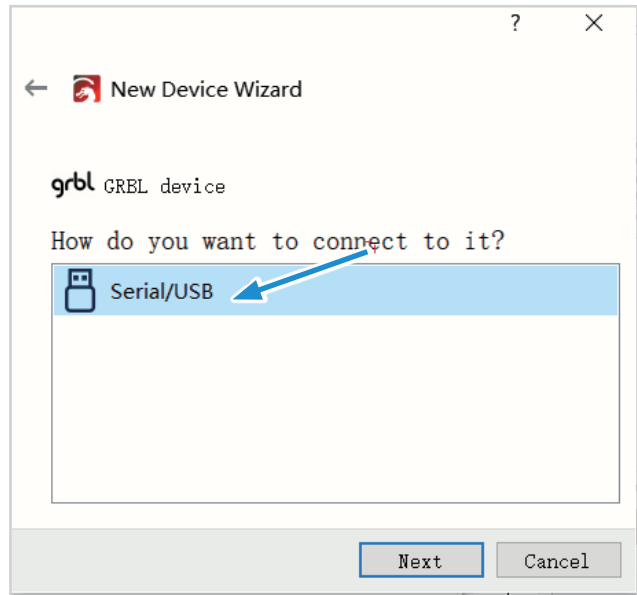 ?
New Device Wizard
grbl GRBL device
How do you want to connect to it?
Serial/USB
Next Cancel